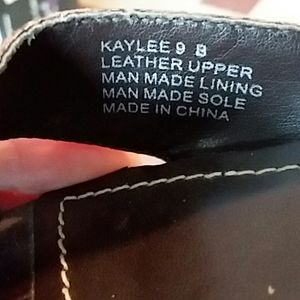 KAYLEE 9 B
LEATHER UPPER
MAN MADE LINING
MAN MADE SOLE
MADE IN CHINA